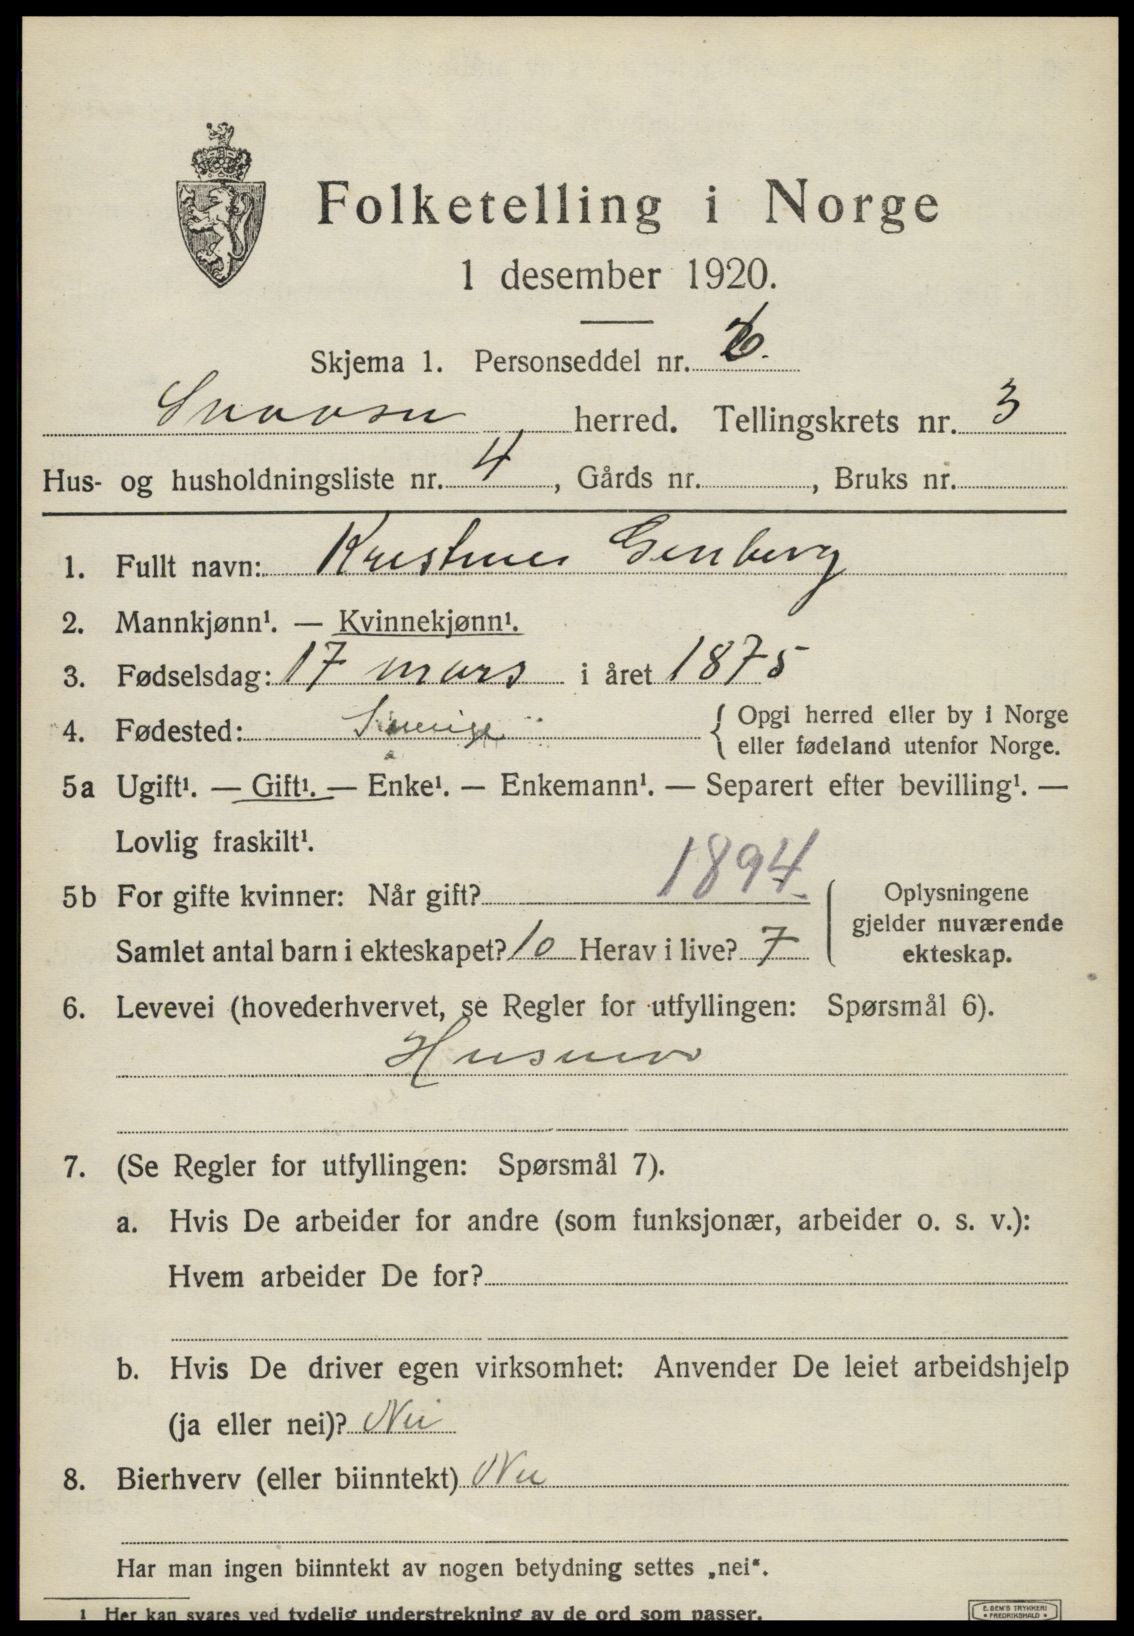 Folketelling i Norge
1 desember 1920.
Skjema 1. Personseddel nr. 6.
Snaasen herred. Tellingskrets nr. 3
Hus- og husholdningsliste nr. 4, Gårds nr. , Bruks nr.
1. Fullt navn: Kristine Genberg
2. Mannkjønn¹. — Kvinnekjønn¹.
3. Fødselsdag: 17 mars i året 1875
4. Fødested: Sverige { Opgi herred eller by i Norge
eller fødeland utenfor Norge.
5a Ugift¹. — Gift¹. — Enke¹. — Enkemann¹. — Separert efter bevilling¹. —
Lovlig fraskilt¹.
5b For gifte kvinner: Når gift? 1894
Samlet antal barn i ekteskapet? 10 Herav i live? 7
Oplysningene
gjelder nuværende
ekteskap.
6. Levevei (hovederhvervet, se Regler for utfyllingen: Spørsmål 6).
Husmor
7. (Se Regler for utfyllingen: Spørsmål 7).
a. Hvis De arbeider for andre (som funksjonær, arbeider o. s. v.):
Hvem arbeider De for?
b. Hvis De driver egen virksomhet: Anvender De leiet arbeidshjelp
(ja eller nei)? Nei
8. Bierhverv (eller biinntekt) Nei
Har man ingen biinntekt av nogen betydning settes „nei“.
1 Her kan svares ved tydelig understrekning av de ord som passer.
E. SEM'S TRYKKERI
FREDRIKSHALD